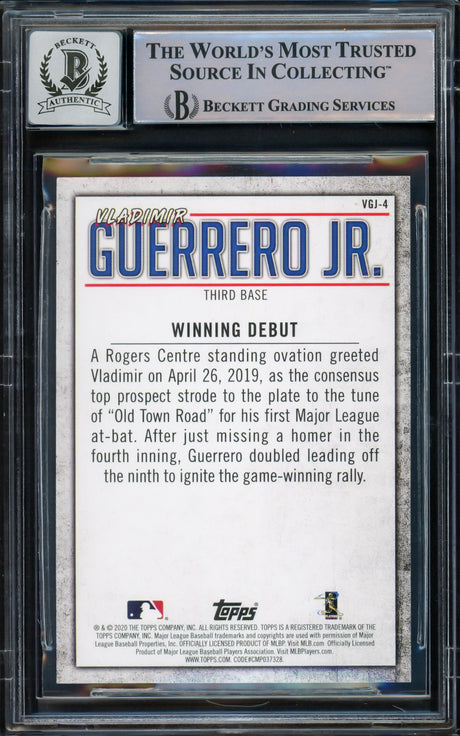 BECKETT
B
AUTHENTIC
THE WORLD'S MOST TRUSTED
SOURCE IN COLLECTING™
B BECKETT GRADING SERVICES
VGJ-4
VLADIMIR
GUERRERO JR.
THIRD BASE
WINNING DEBUT
A Rogers Centre standing ovation greeted
Vladimir on April 26, 2019, as the consensus
top prospect strode to the plate to the tune
of "Old Town Road" for his first Major League
at-bat. After just missing a homer in the
fourth inning, Guerrero doubled leading off
the ninth to ignite the game-winning rally.
Topps
® & © 2020 THE TOPPS COMPANY, INC. ALL RIGHTS RESERVED. TOPPS IS A REGISTERED TRADEMARK OF THE
TOPPS COMPANY, INC. Major League Baseball trademarks and copyrights are used with permission of Major
League Baseball Properties, Inc. OFFICIALLY LICENSED PRODUCT OF MLBP. Visit MLB.com. Officially Licensed
Product of Major League Baseball Players Association. Visit MLBPlayers.com.
WWW.TOPPS.COM. CODE#CMP037328.